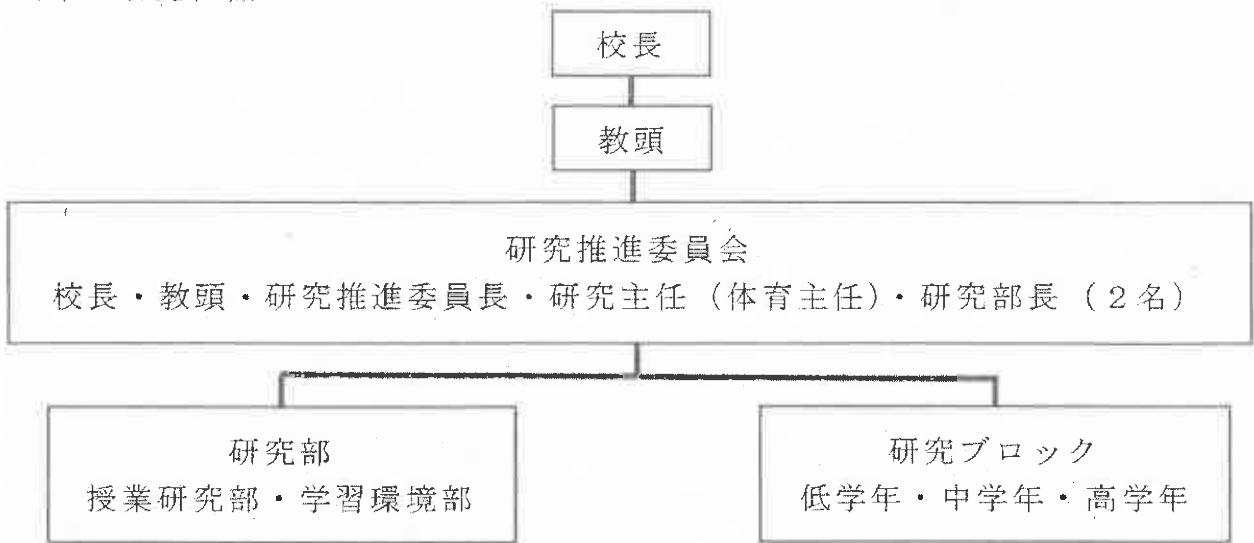 校長
教頭
研究推進委員会
校長・教頭・研究推進委員長・研究主任（体育主任）・研究部長（２名）
研究部
授業研究部・学習環境部
研究ブロック
低学年・中学年・高学年